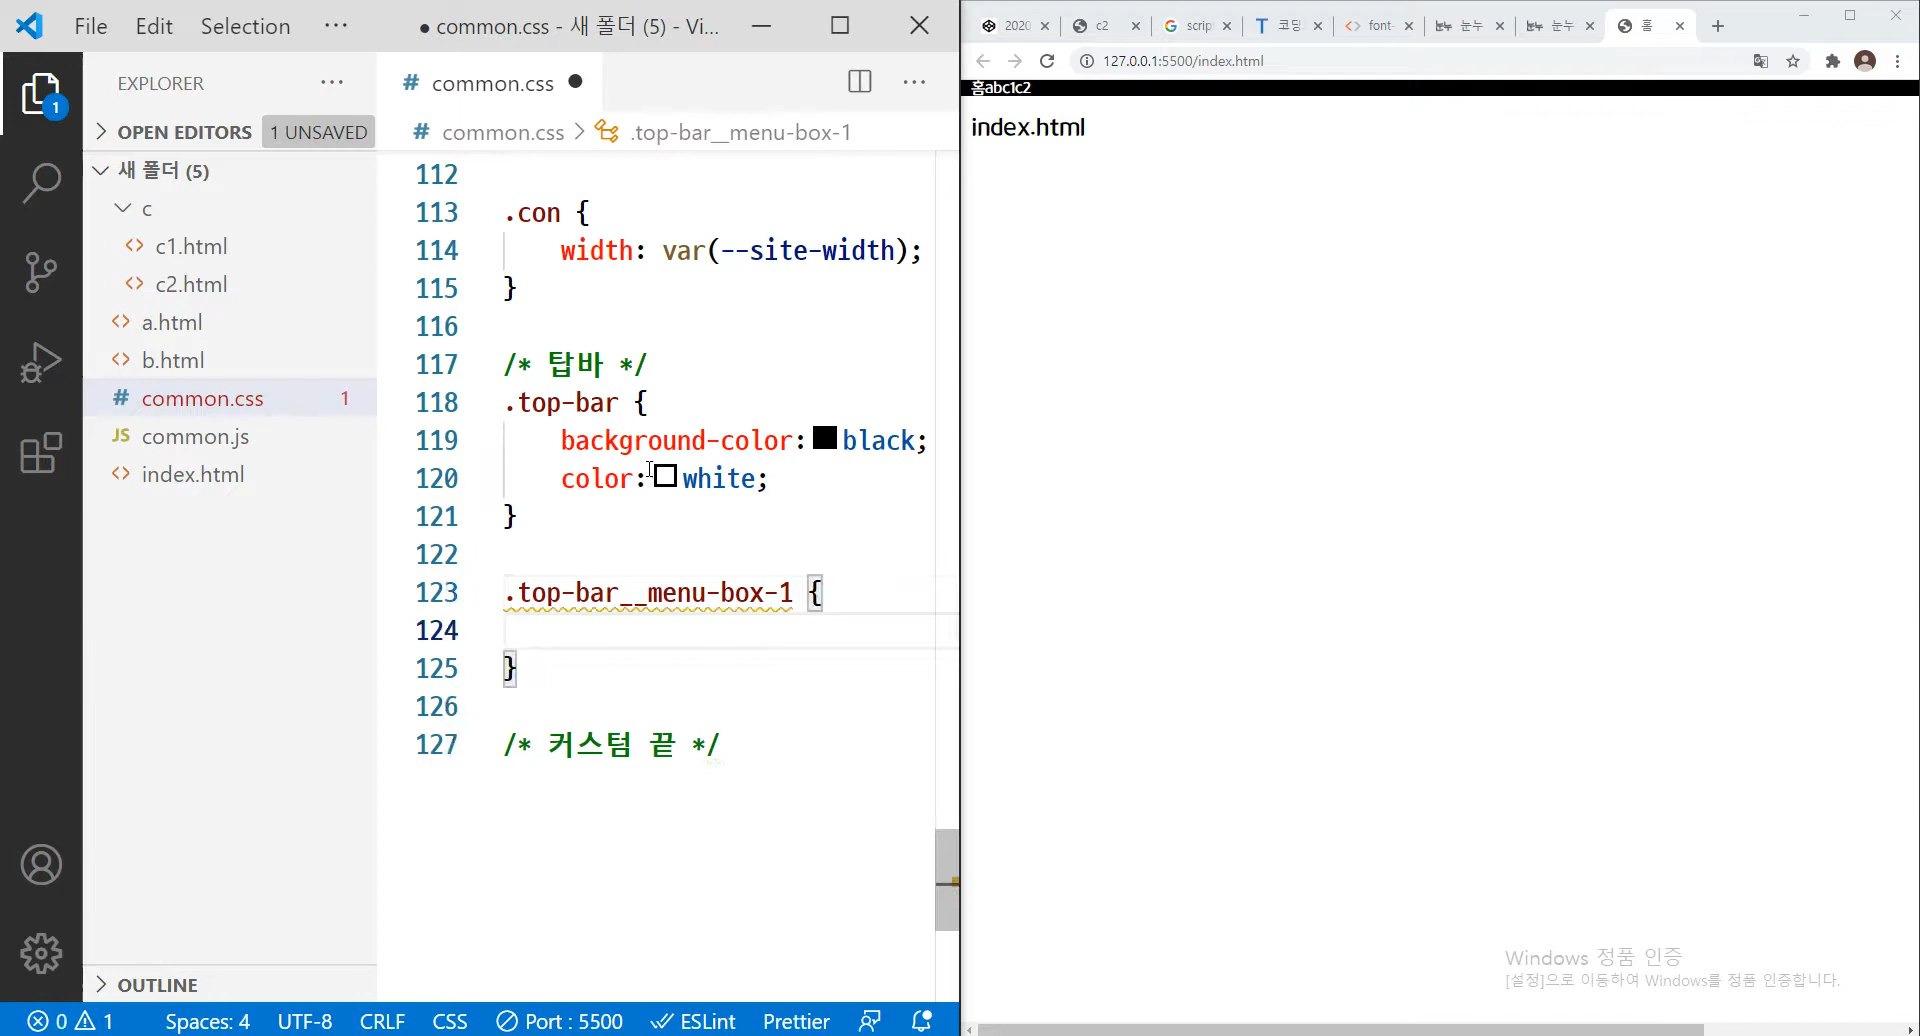 File Edit Selection ···
● common.css - 새 폴더 (5) - Vi...
EXPLORER
OPEN EDITORS 1 UNSAVED
새 폴더 (5)
c
c1.html
c2.html
a.html
b.html
# common.css 1
JS common.js
index.html
OUTLINE
1
# common.css
# common.css > .top-bar__menu-box-1
112
113 .con {
114 width: var(--site-width);
115 }
116
117 /* 탑바 */
118 .top-bar {
119 background-color: black;
120 color: white;
121 }
122
123 .top-bar__menu-box-1 {
124
125 }
126
127 /* 커스텀 끝 */
0 1 Spaces: 4 UTF-8 CRLF CSS Port : 5500 ESLint Prettier
2020 c2 scrip 코딩 font- 눈누 눈누 홈
127.0.0.1:5500/index.html
홈abc1c2
index.html
Windows 정품 인증
[설정]으로 이동하여 Windows를 정품 인증합니다.